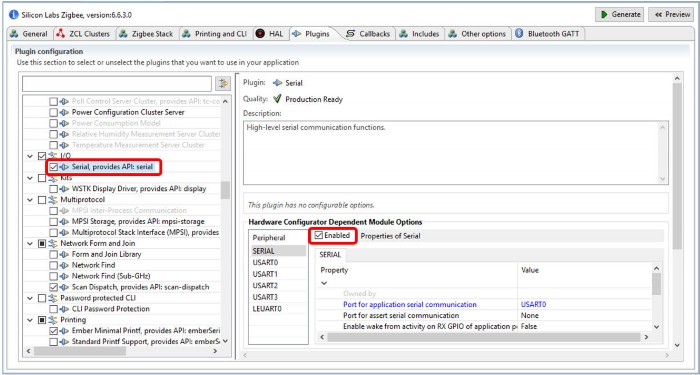 Silicon Labs Zigbee, version:6.6.3.0
Generate
Preview
General
ZCL Clusters
Zigbee Stack
Printing and CLI
HAL
Plugins
Callbacks
Includes
Other options
Bluetooth GATT
Plugin configuration
Use this section to select or unselect the plugins that you want to use in your application
Poll Control Server Cluster, provides API: tc-co
Power Configuration Cluster Server
Power Consumption Model
Relative Humidity Measurement Server Cluster
Temperature Measurement Server Cluster
I/O
Serial, provides API: serial
Kits
WSTK Display Driver, provides API: display
Multiprotocol
MPSI Inter-Process Communication
MPSI Storage, provides API: mpsi-storage
Multiprotocol Stack Interface (MPSI), provides
Network Form and Join
Form and Join Library
Network Find
Network Find (Sub-GHz)
Scan Dispatch, provides API: scan-dispatch
Password protected CLI
CLI Password Protection
Printing
Ember Minimal Printf, provides API: emberSeri
Standard Printf Support, provides API: emberSe
Plugin: Serial
Quality: Production Ready
Description:
High-level serial communication functions.
This plugin has no configurable options.
Hardware Configurator Dependent Module Options
Peripheral
SERIAL
USART0
USART1
USART2
USART3
LEUART0
Enabled
Properties of Serial
SERIAL
Property
Value
Owned by
Port for application serial communication
USART0
Port for assert serial communication
None
Enable wake from activity on RX GPIO of application p
False